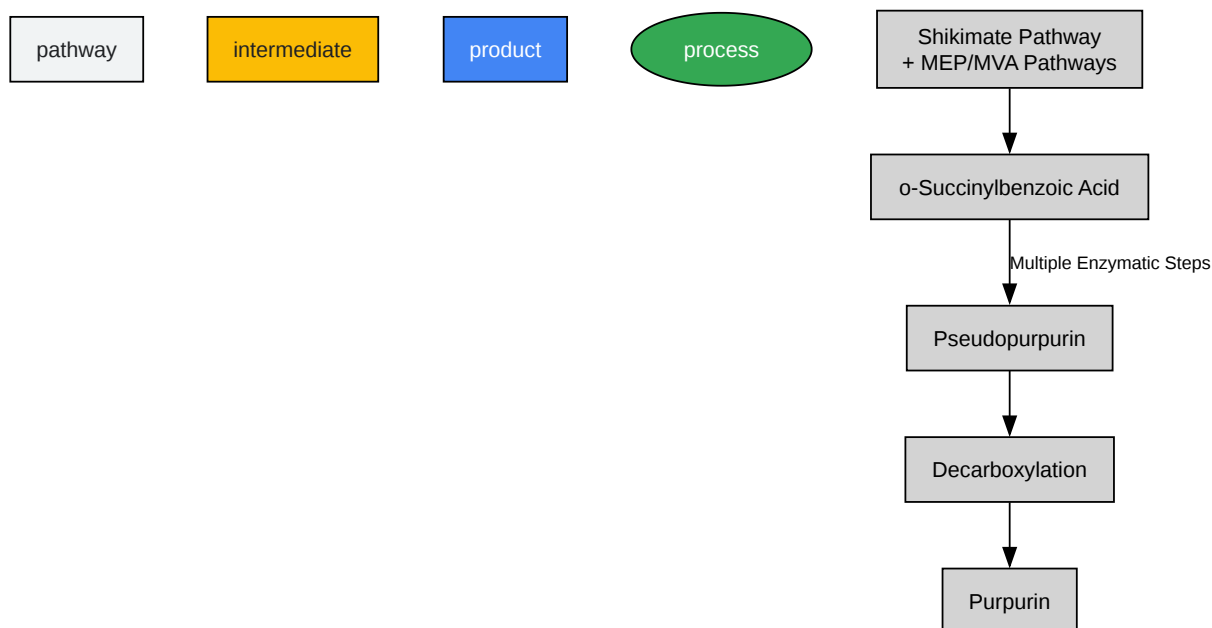 pathway
intermediate
product
process
Shikimate Pathway
+ MEP/MVA Pathways
o-Succinylbenzoic Acid
Multiple Enzymatic Steps
Pseudopurpurin
Decarboxylation
Purpurin